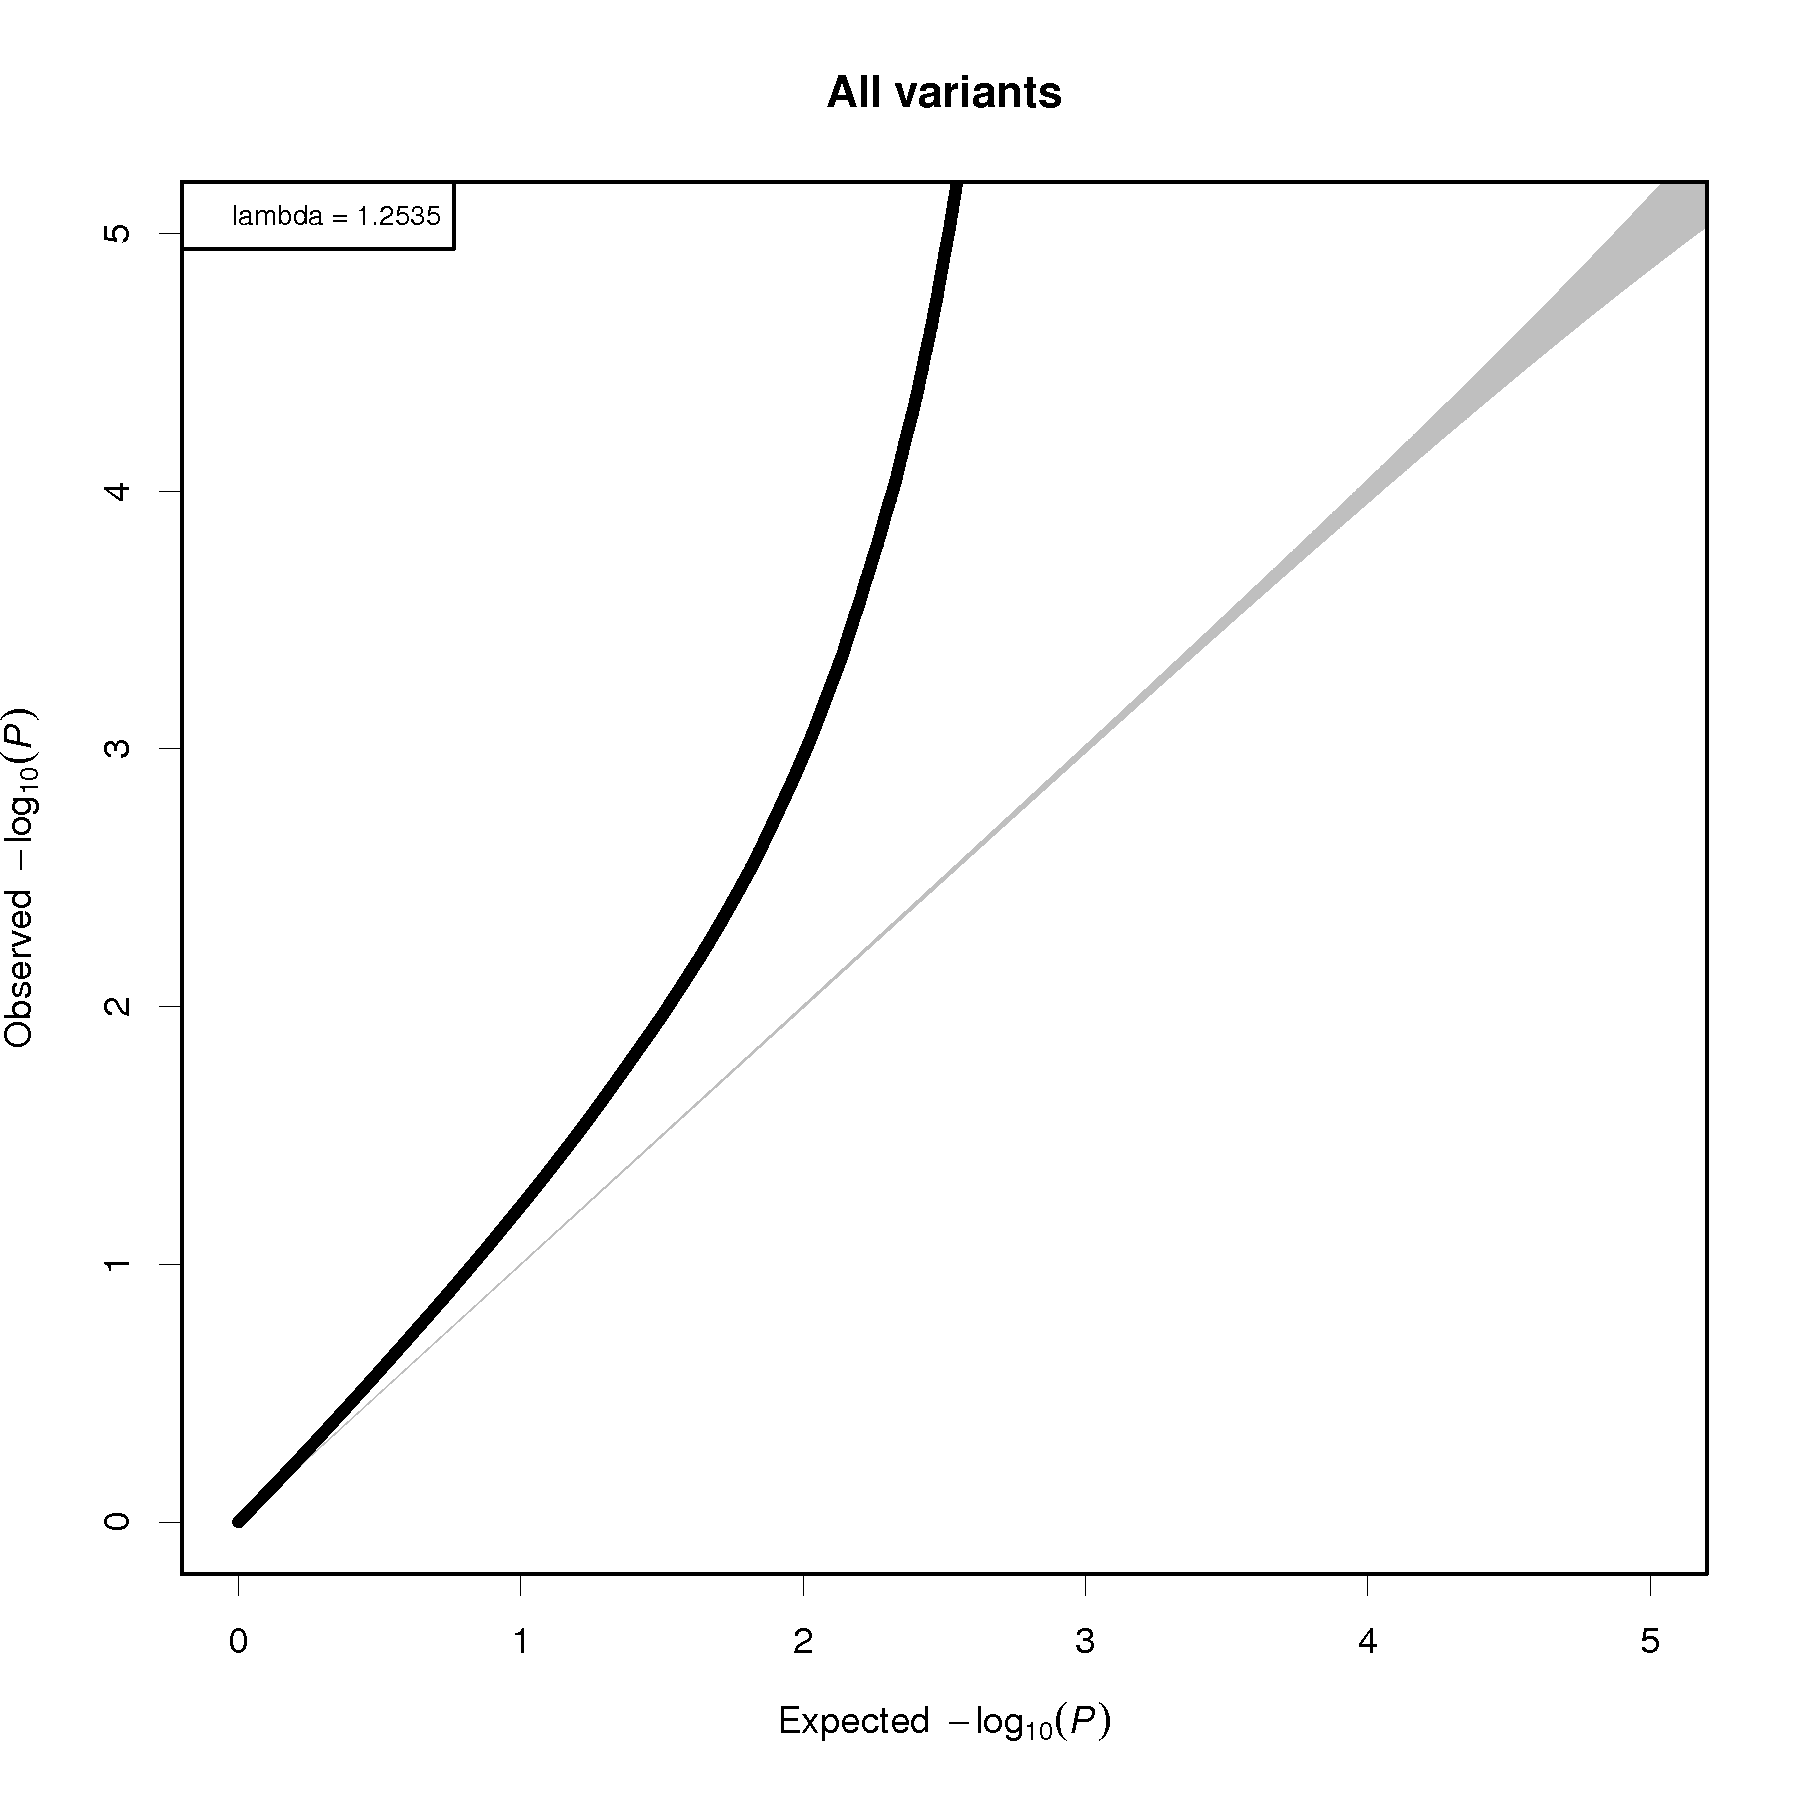 All variants
lambda = 1.2535
Observed −log10(P)
5
4
3
2
1
0
0 1 2 3 4 5
Expected −log10(P)